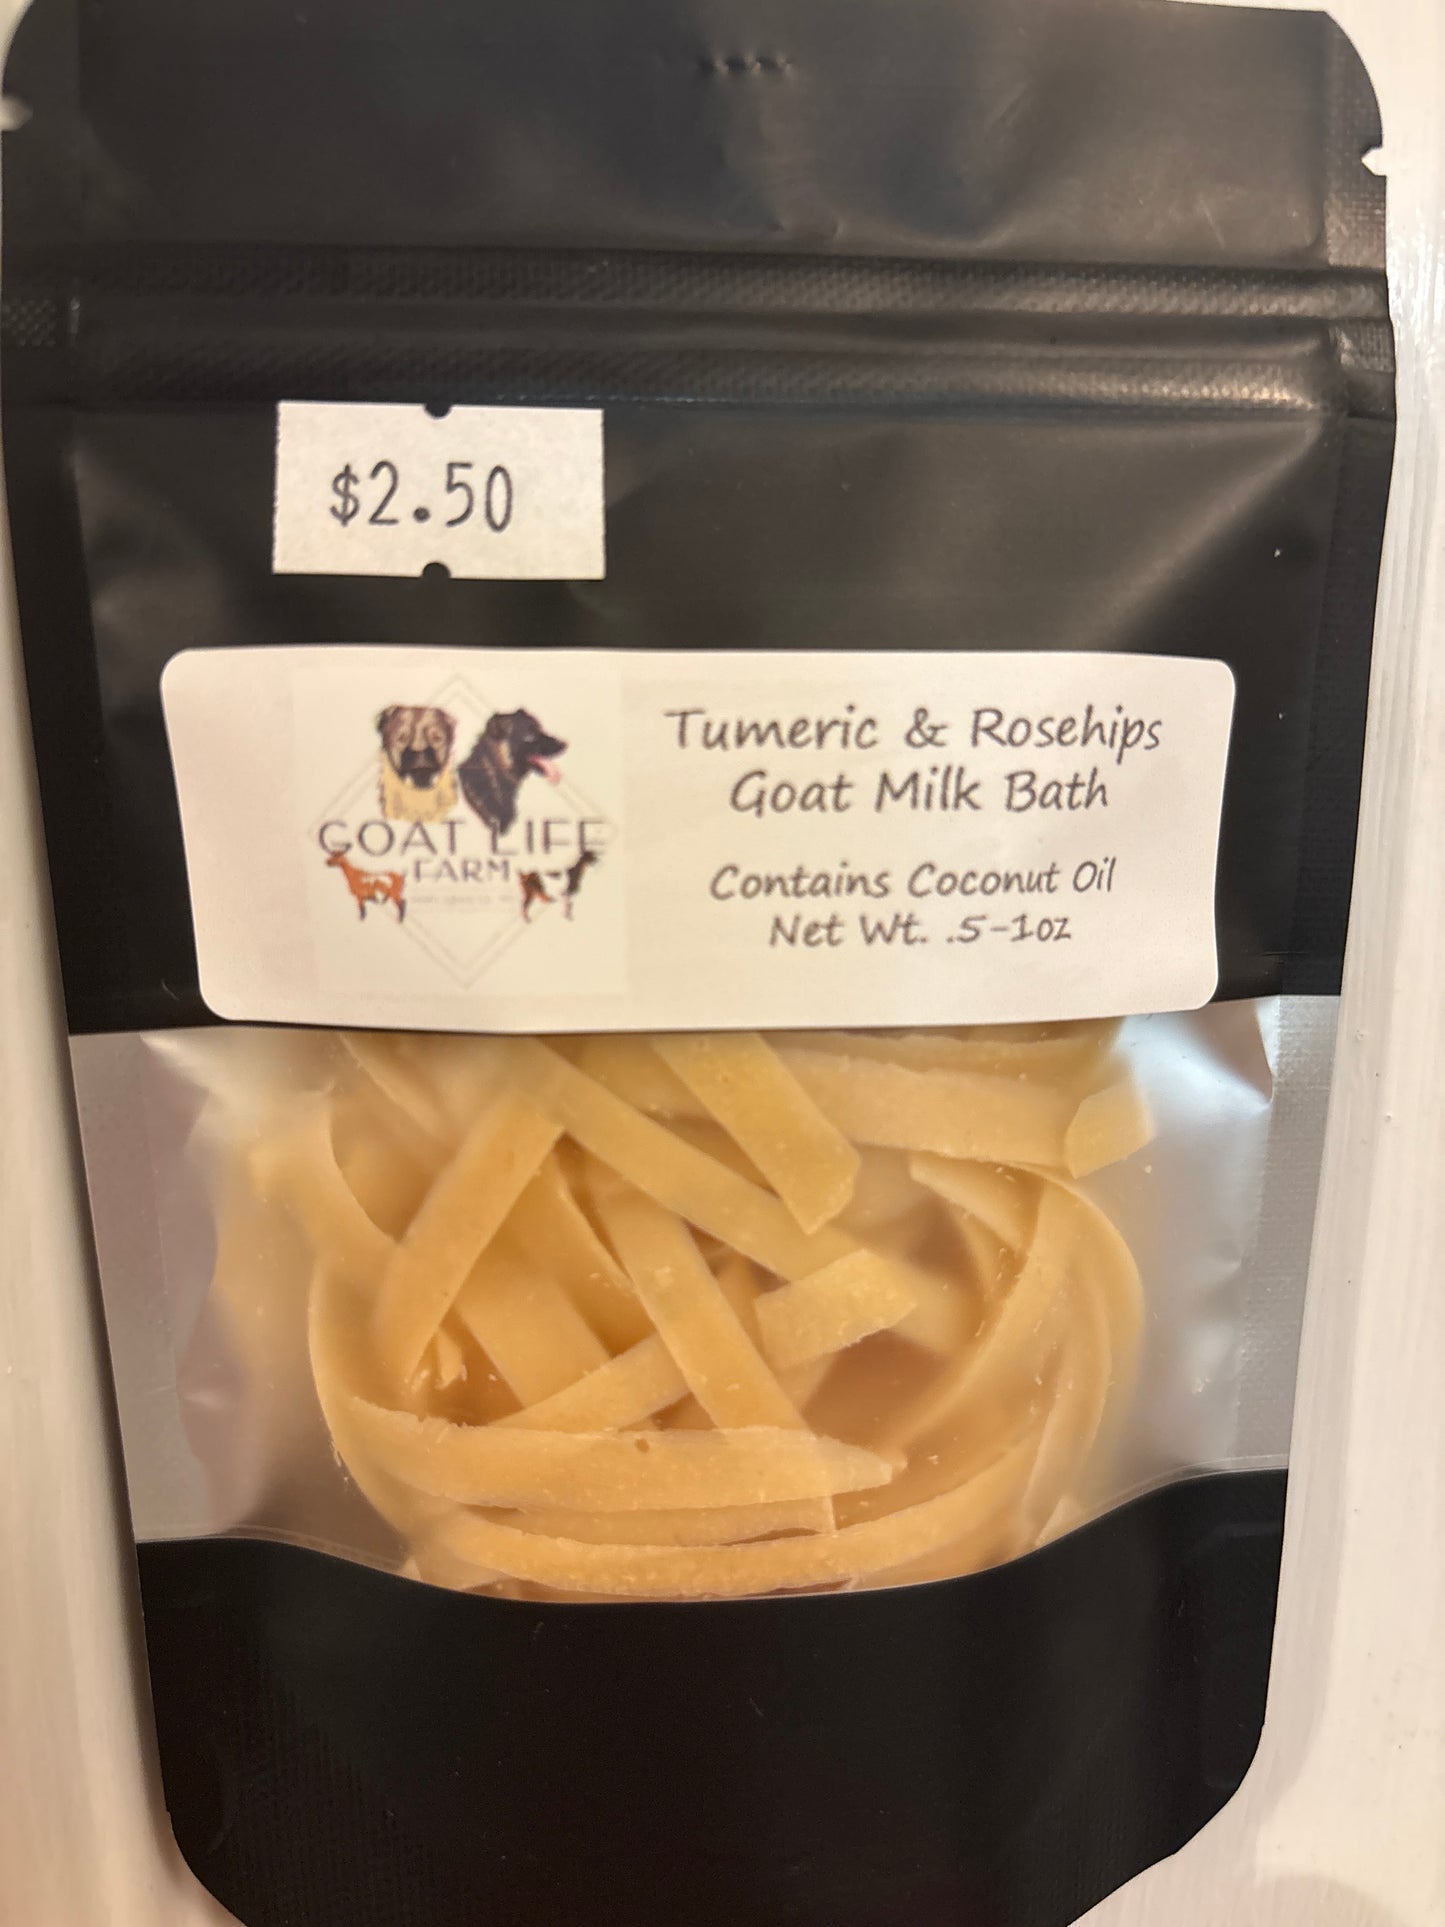 $2.50
Tumeric & Rosehips
Goat Milk Bath
Contains Coconut Oil
Net Wt. .5-1oz
GOAT LIFE
FARM